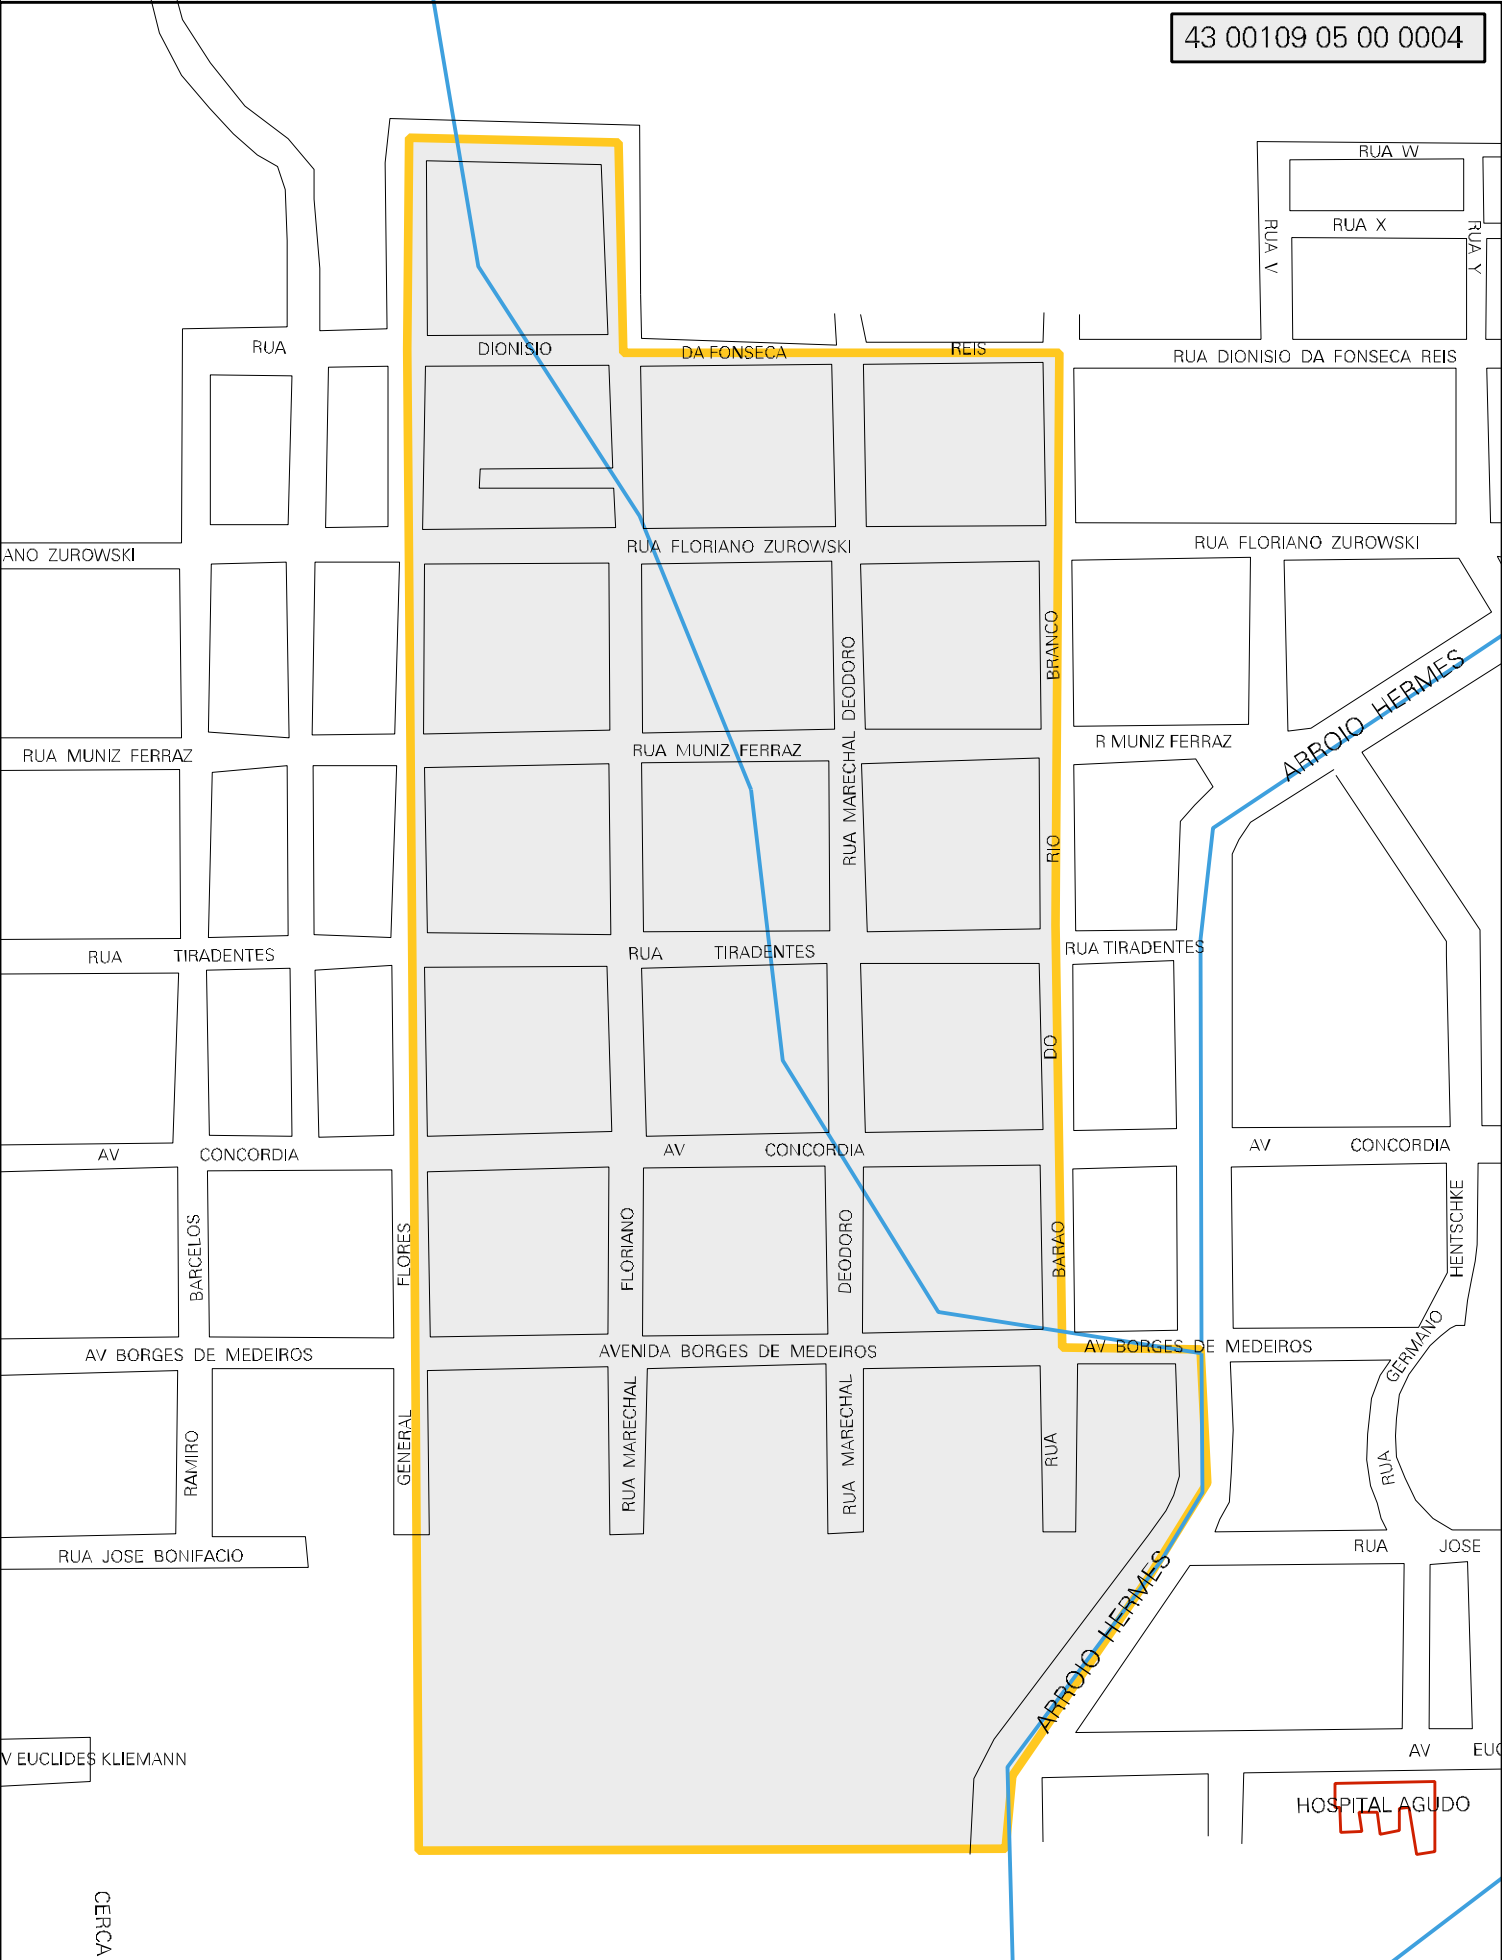 43 00109 05 00 0004
RUA W
RUA X
RUA V
RUA Y
RUA
DIONISIO
DA FONSECA
REIS
RUA DIONISIO DA FONSECA REIS
ANO ZUROWSKI
RUA FLORIANO ZUROWSKI
RUA FLORIANO ZUROWSKI
BRANCO
RUA MARECHAL DEODORO
ARROIO HERMES
RUA MUNIZ FERRAZ
RUA MUNIZ FERRAZ
R MUNIZ FERRAZ
RIO
RUA TIRADENTES
RUA TIRADENTES
RUA TIRADENTES
DO
AV CONCORDIA
AV CONCORDIA
AV CONCORDIA
BARCELOS
FLORES
FLORIANO
DEODORO
BARAO
HENTSCHKE
GERMANO
AV BORGES DE MEDEIROS
AVENIDA BORGES DE MEDEIROS
AV BORGES DE MEDEIROS
RAMIRO
GENERAL
RUA MARECHAL
RUA MARECHAL
RUA
RUA
RUA JOSE BONIFACIO
RUA JOSE
ARROIO HERMES
V EUCLIDES KLIEMANN
AV EUC
HOSPITAL AGUDO
CERCA